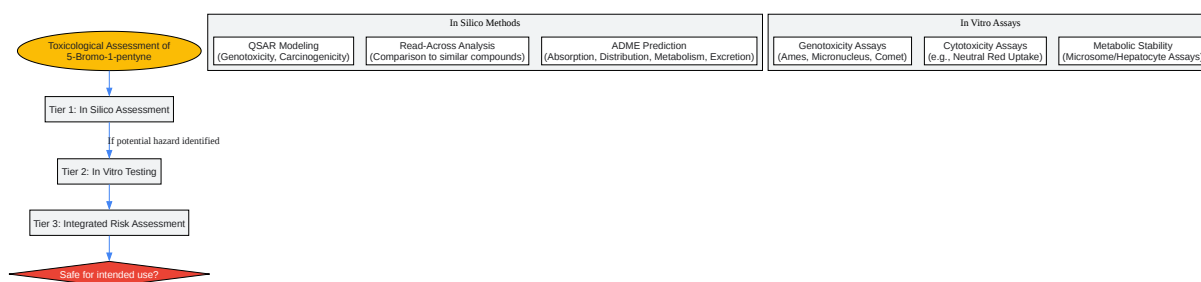 Toxicological Assessment of
5-Bromo-1-pentyne
Tier 1: In Silico Assessment
If potential hazard identified
Tier 2: In Vitro Testing
Tier 3: Integrated Risk Assessment
Safe for intended use?
In Silico Methods
QSAR Modeling
(Genotoxicity, Carcinogenicity)
Read-Across Analysis
(Comparison to similar compounds)
ADME Prediction
(Absorption, Distribution, Metabolism, Excretion)
In Vitro Assays
Genotoxicity Assays
(Ames, Micronucleus, Comet)
Cytotoxicity Assays
(e.g., Neutral Red Uptake)
Metabolic Stability
(Microsome/Hepatocyte Assays)